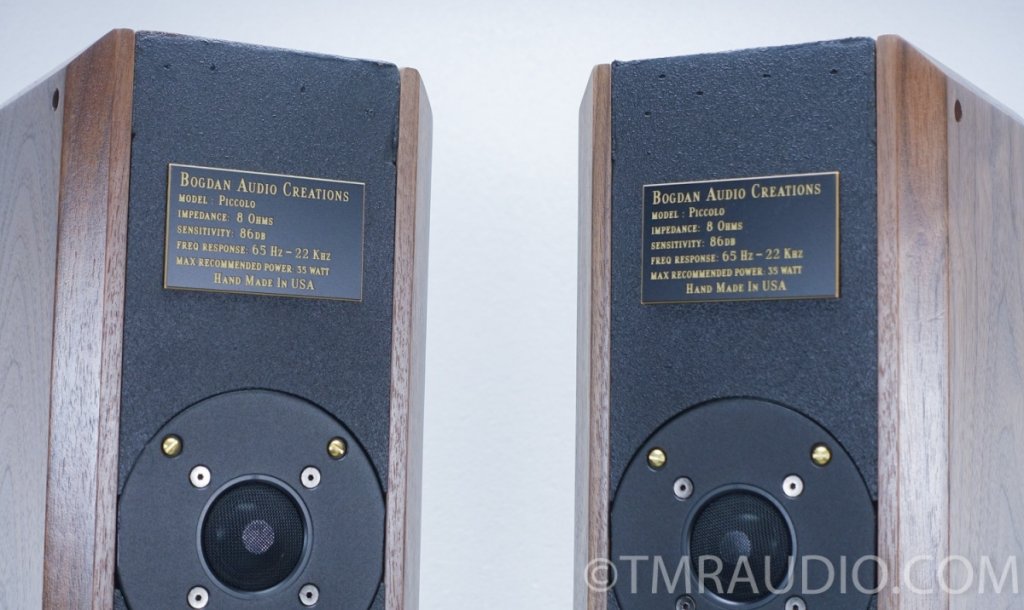 Bogdan Audio Creations
Model : Piccolo
Impedance: 8 Ohms
Sensitivity: 86dB
Freq Response: 65 Hz - 22 Khz
Max Recommended Power: 35 Watt
Hand Made In USA
Bogdan Audio Creations
Model : Piccolo
Impedance: 8 Ohms
Sensitivity: 86dB
Freq Response: 65 Hz - 22 Khz
Max Recommended Power: 35 Watt
Hand Made In USA
©TMRAUDIO.COM